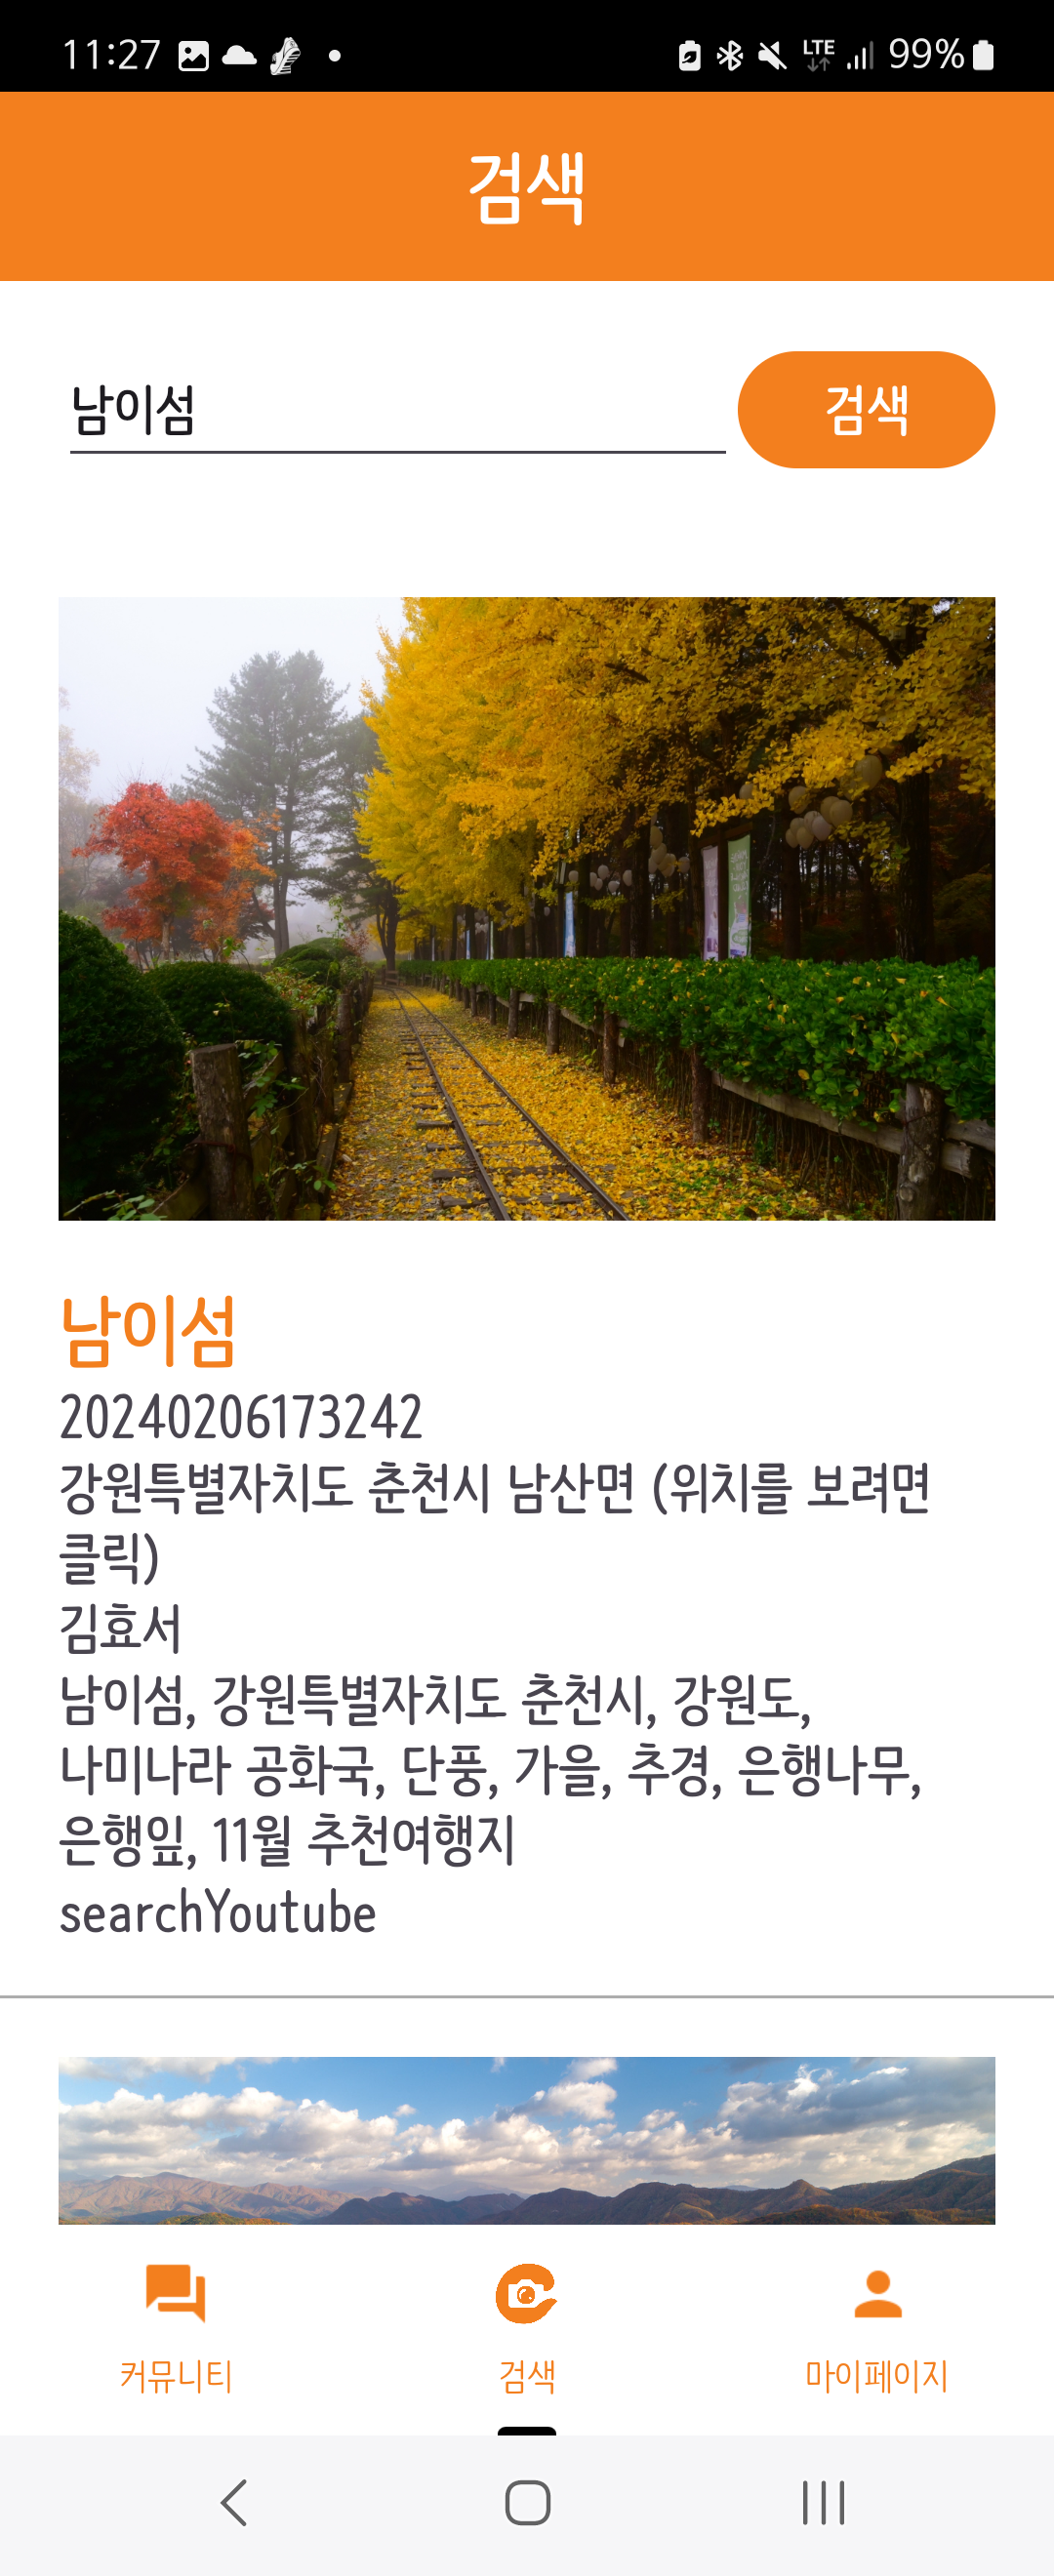 11:27 LTE 99%
검색
남이섬
검색
남이섬
20240206173242
강원특별자치도 춘천시 남산면 (위치를 보려면
클릭)
김효서
남이섬, 강원특별자치도 춘천시, 강원도,
나미나라 공화국, 단풍, 가을, 추경, 은행나무,
은행잎, 11월 추천여행지
searchYoutube
커뮤니티 검색 마이페이지